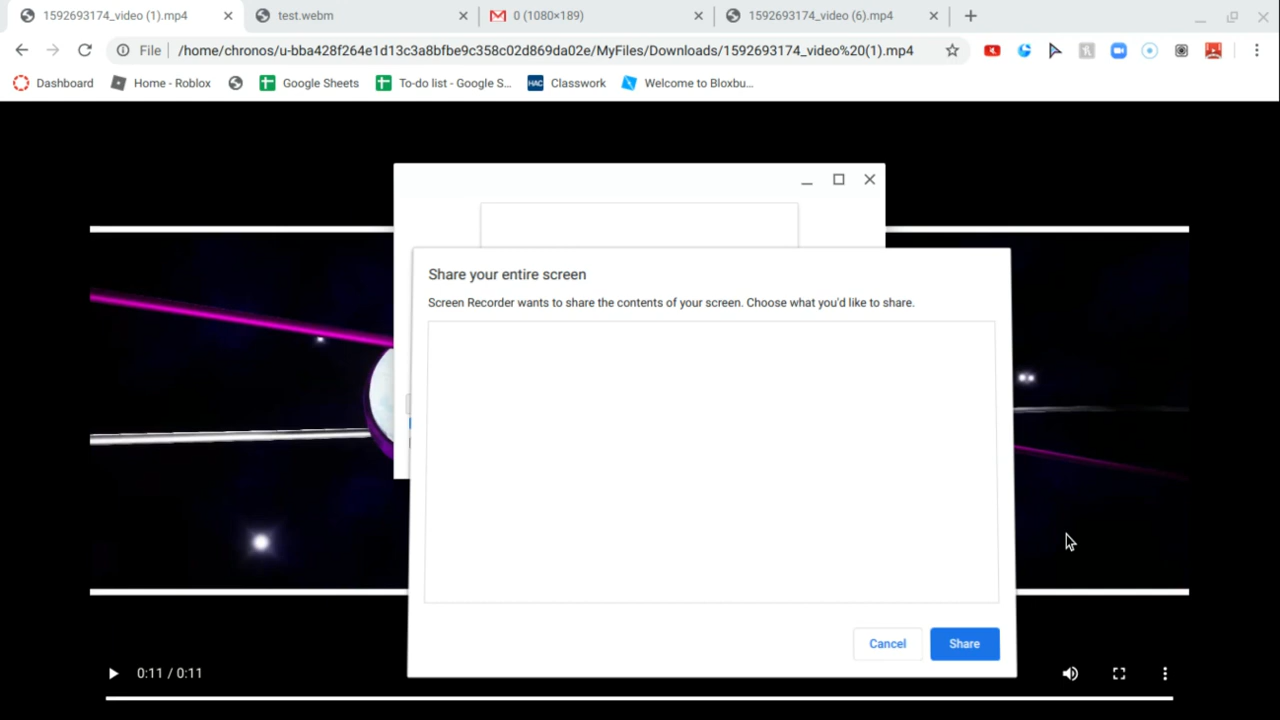 1592693174_video (1).mp4
test.webm
0 (1080×189)
1592693174_video (6).mp4
File
/home/chronos/u-bba428f264e1d13c3a8bfbe9c358c02d869da02e/MyFiles/Downloads/1592693174_video%20(1).mp4
Dashboard
Home - Roblox
Google Sheets
To-do list - Google S...
HAC
Classwork
Welcome to Bloxbu...
Share your entire screen
Screen Recorder wants to share the contents of your screen. Choose what you'd like to share.
Cancel
Share
0:11 / 0:11